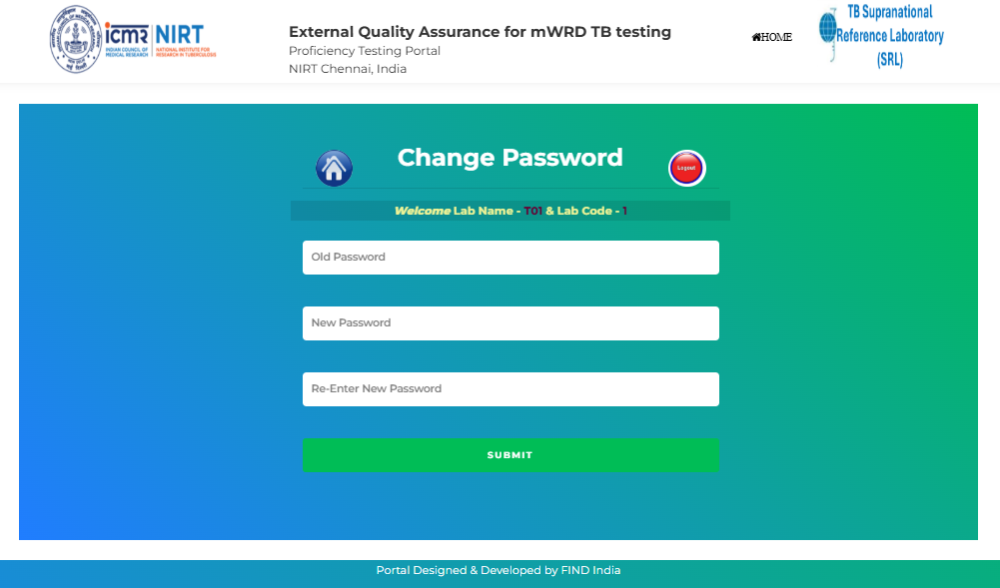 icmr NIRT
INDIAN COUNCIL OF MEDICAL RESEARCH
NATIONAL INSTITUTE FOR RESEARCH IN TUBERCULOSIS
External Quality Assurance for mWRD TB testing
Proficiency Testing Portal
NIRT Chennai, India
HOME
TB Supranational
Reference Laboratory
(SRL)
Change Password
Logout
Welcome Lab Name - T01 & Lab Code - 1
Old Password
New Password
Re-Enter New Password
SUBMIT
Portal Designed & Developed by FIND India